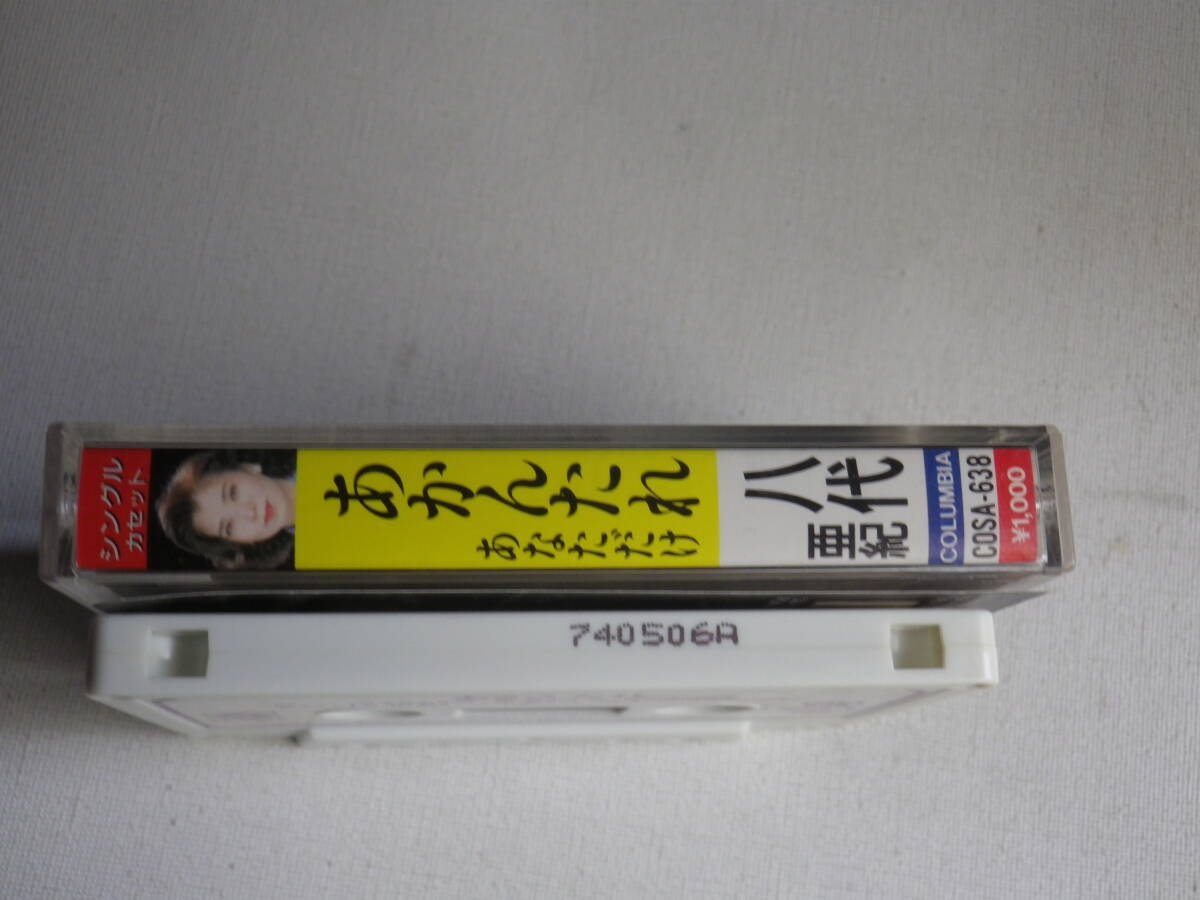 シングル
カセット
あかんたれ
あなただけ
八代
亜紀
COLUMBIA
COSA-638
¥1,000
740506A